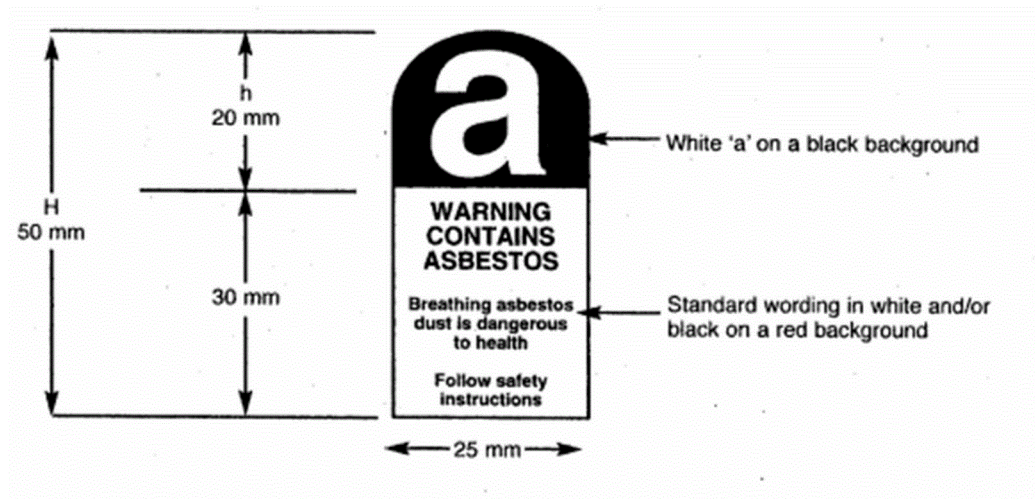 h
20 mm
H
50 mm
30 mm
a
WARNING
CONTAINS
ASBESTOS
Breathing asbestos
dust is dangerous
to health
Follow safety
instructions
25 mm
White 'a' on a black background
Standard wording in white and/or
black on a red background